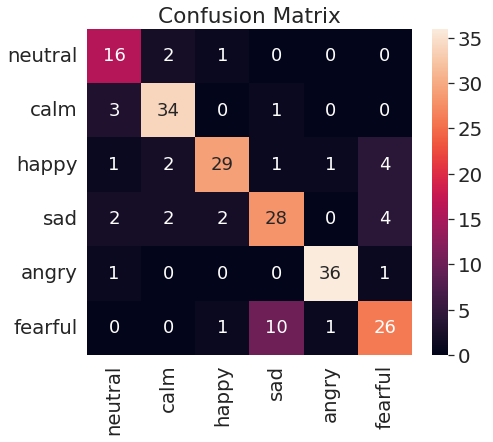 Confusion Matrix
neutral 16 2 1 0 0 0
calm 3 34 0 1 0 0
happy 1 2 29 1 1 4
sad 2 2 2 28 0 4
angry 1 0 0 0 36 1
fearful 0 0 1 10 1 26
neutral calm happy sad angry fearful
35
30
25
20
15
10
5
0